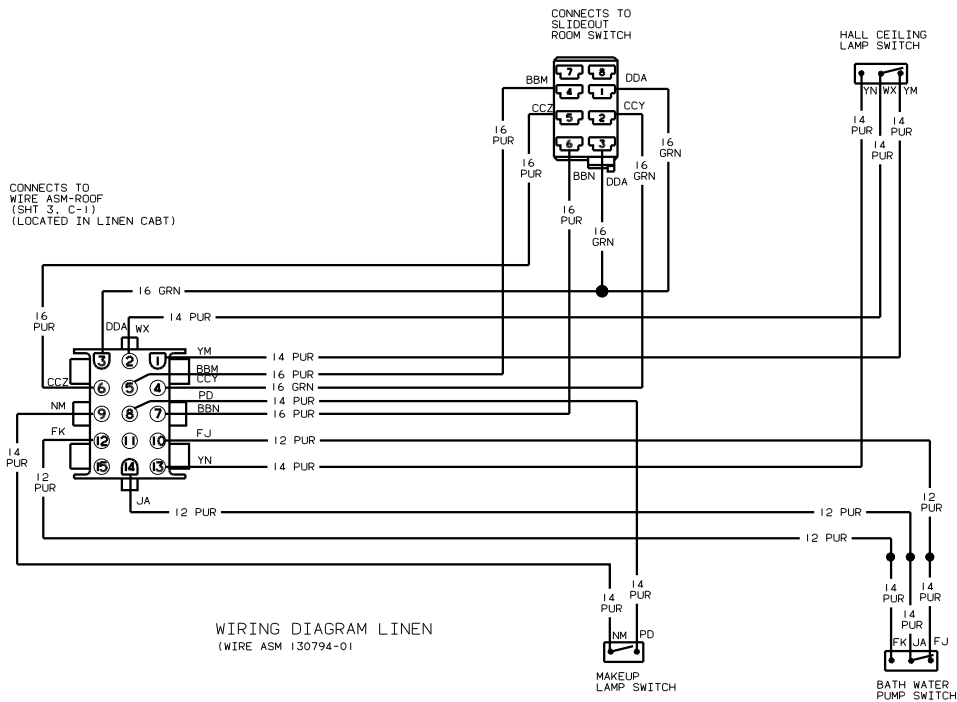 CONNECTS TO
SLIDEOUT
ROOM SWITCH
HALL CEILING
LAMP SWITCH
7 8
BBM
4 1
DDA
CCZ
5 2
CCY
6 3
BBN
DDA
YN WX YM
16
PUR
16
PUR
16
PUR
16
GRN
16
GRN
16
GRN
14
PUR
14
PUR
14
PUR
CONNECTS TO
WIRE ASM-ROOF
(SHT 3, C-1)
(LOCATED IN LINEN CABT)
16 GRN
16
PUR
DDA WX
14 PUR
3 2 1
YM
14 PUR
BBM
16 PUR
CCZ
6 5 4
CCY
16 GRN
PD
14 PUR
NM
9 8 7
BBN
16 PUR
FK
12 11 10
FJ
12 PUR
14
PUR
12
PUR
15 14 13
YN
14 PUR
JA
12 PUR
12 PUR
12
PUR
12 PUR
14
PUR
14
PUR
14
PUR
14
PUR
14
PUR
NM PD
FK JA FJ
MAKEUP
LAMP SWITCH
BATH WATER
PUMP SWITCH
WIRING DIAGRAM LINEN
(WIRE ASM 130794-01